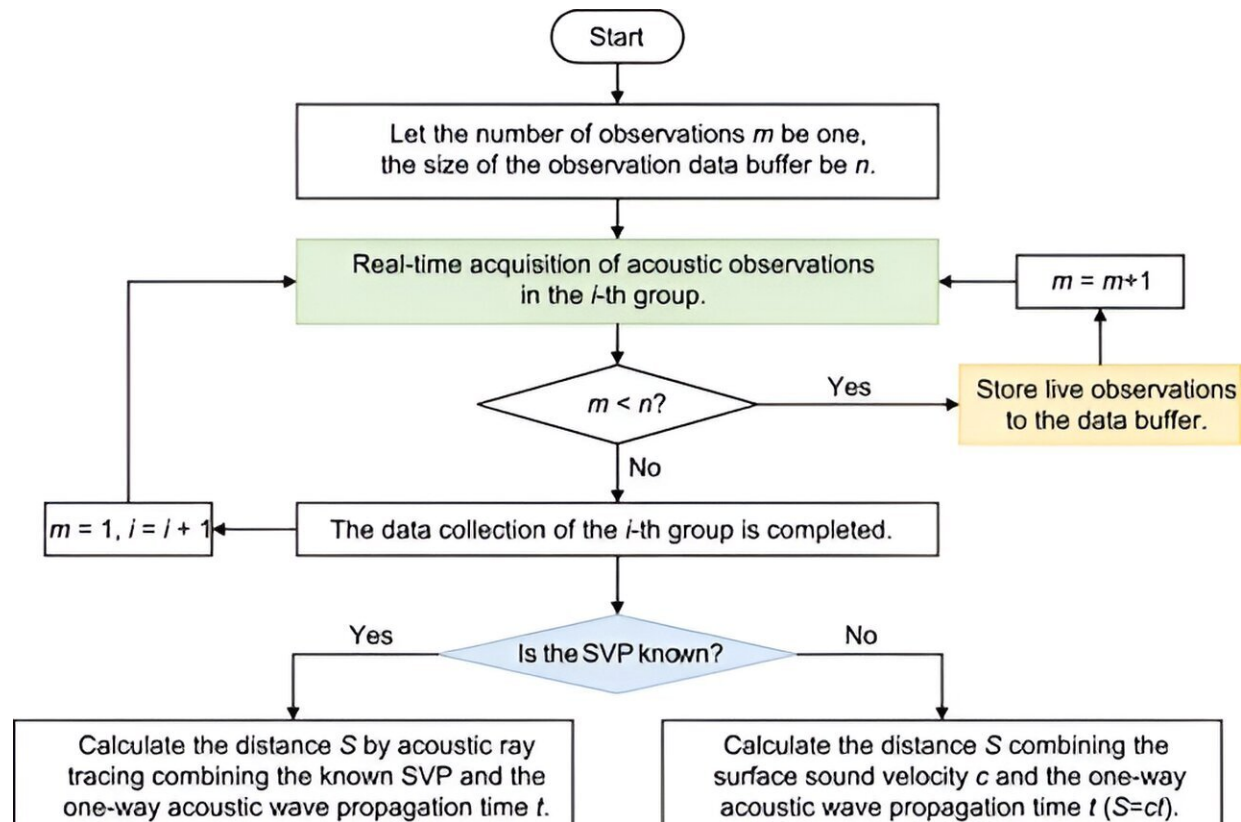 Start
Let the number of observations m be one,
the size of the observation data buffer be n.
Real-time acquisition of acoustic observations
in the i-th group.
m = m+1
m < n?
Yes
Store live observations
to the data buffer.
No
m = 1, i = i + 1
The data collection of the i-th group is completed.
Yes
Is the SVP known?
No
Calculate the distance S by acoustic ray
tracing combining the known SVP and the
one-way acoustic wave propagation time t.
Calculate the distance S combining the
surface sound velocity c and the one-way
acoustic wave propagation time t (S=ct).